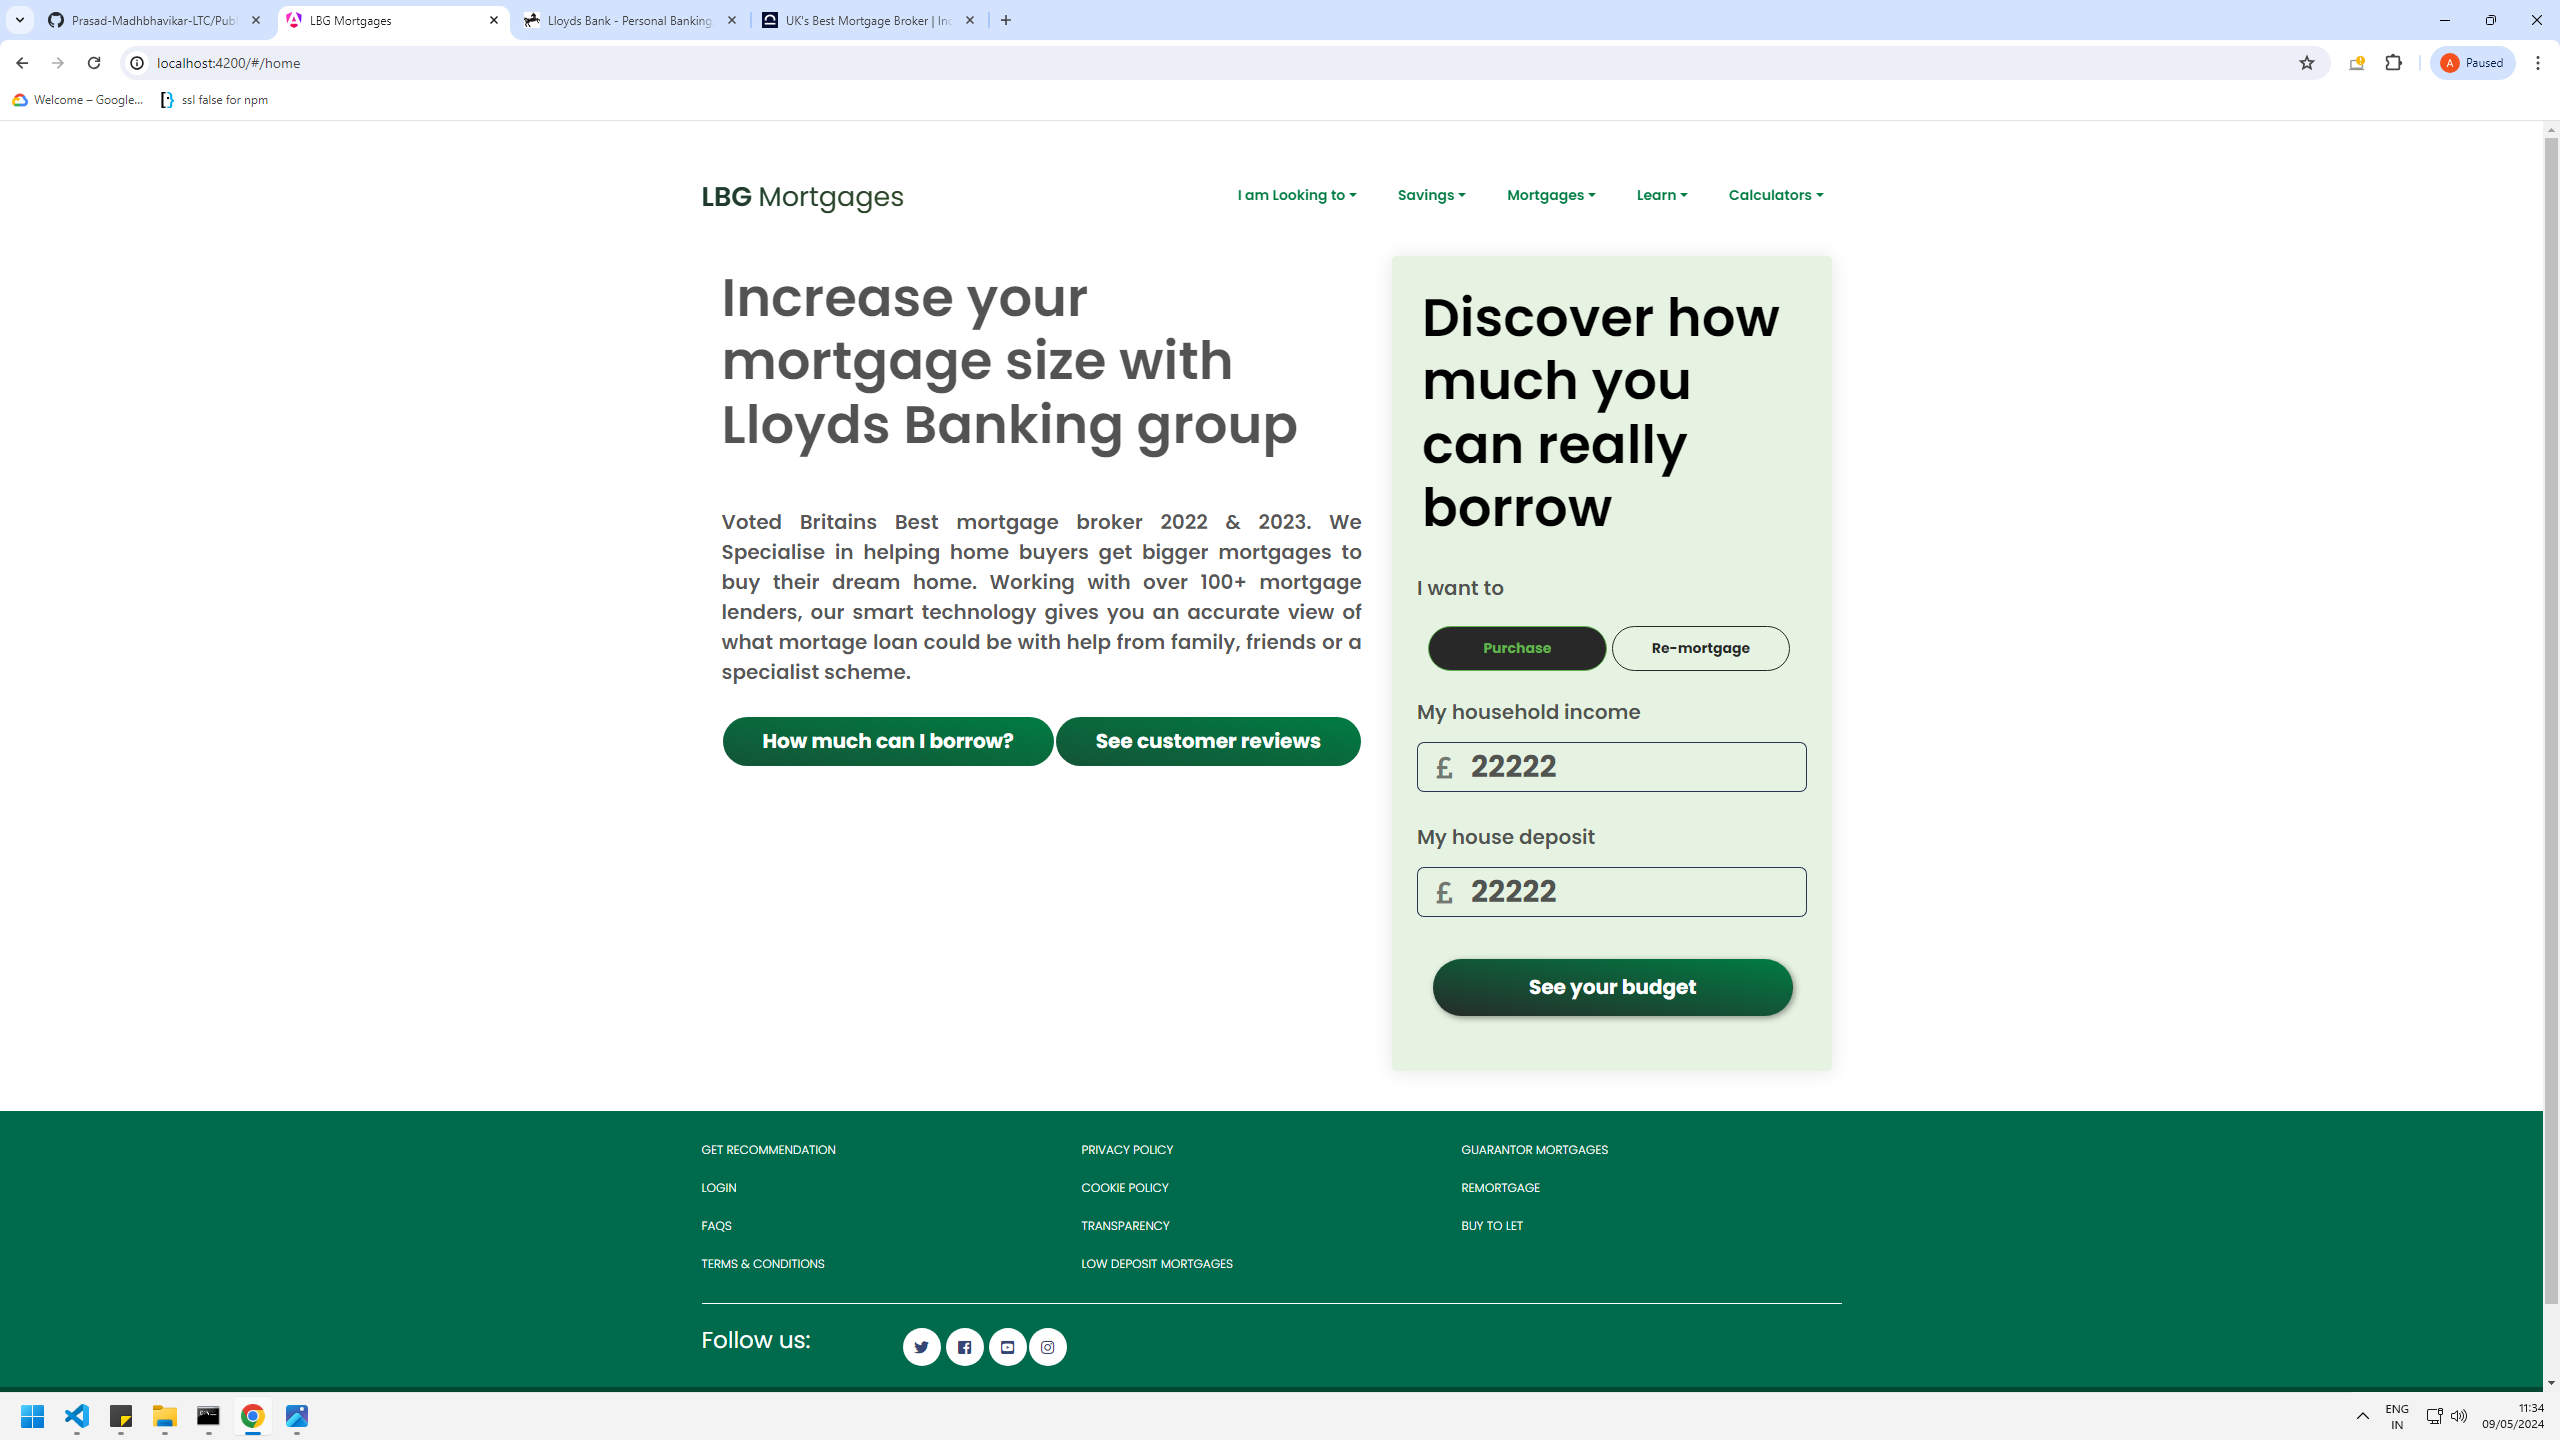 Prasad-Madhbhavikar-LTC/Publ
LBG Mortgages
Lloyds Bank - Personal Banking,
UK's Best Mortgage Broker | Inc
localhost:4200/#/home
A Paused
Welcome – Google...
ssl false for npm
LBG Mortgages
I am Looking to
Savings
Mortgages
Learn
Calculators
Increase your
mortgage size with
Lloyds Banking group
Voted Britains Best mortgage broker 2022 & 2023. We
Specialise in helping home buyers get bigger mortgages to
buy their dream home. Working with over 100+ mortgage
lenders, our smart technology gives you an accurate view of
what mortage loan could be with help from family, friends or a
specialist scheme.
How much can I borrow?
See customer reviews
Discover how
much you
can really
borrow
I want to
Purchase
Re-mortgage
My household income
£ 22222
My house deposit
£ 22222
See your budget
GET RECOMMENDATION
PRIVACY POLICY
GUARANTOR MORTGAGES
LOGIN
COOKIE POLICY
REMORTGAGE
FAQS
TRANSPARENCY
BUY TO LET
TERMS & CONDITIONS
LOW DEPOSIT MORTGAGES
Follow us:
ENG
IN
11:34
09/05/2024